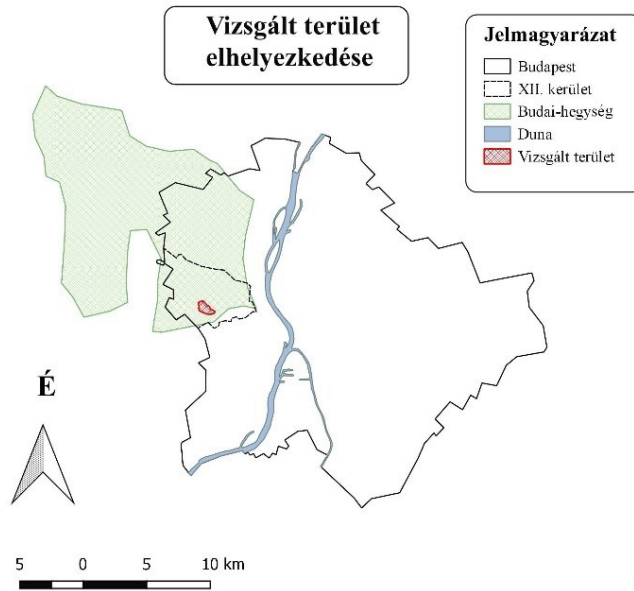 Vizsgált terület
elhelyezkedése
Jelmagyarázat
Budapest
XII. kerület
Budai-hegység
Duna
Vizsgált terület
É
5 0 5 10 km